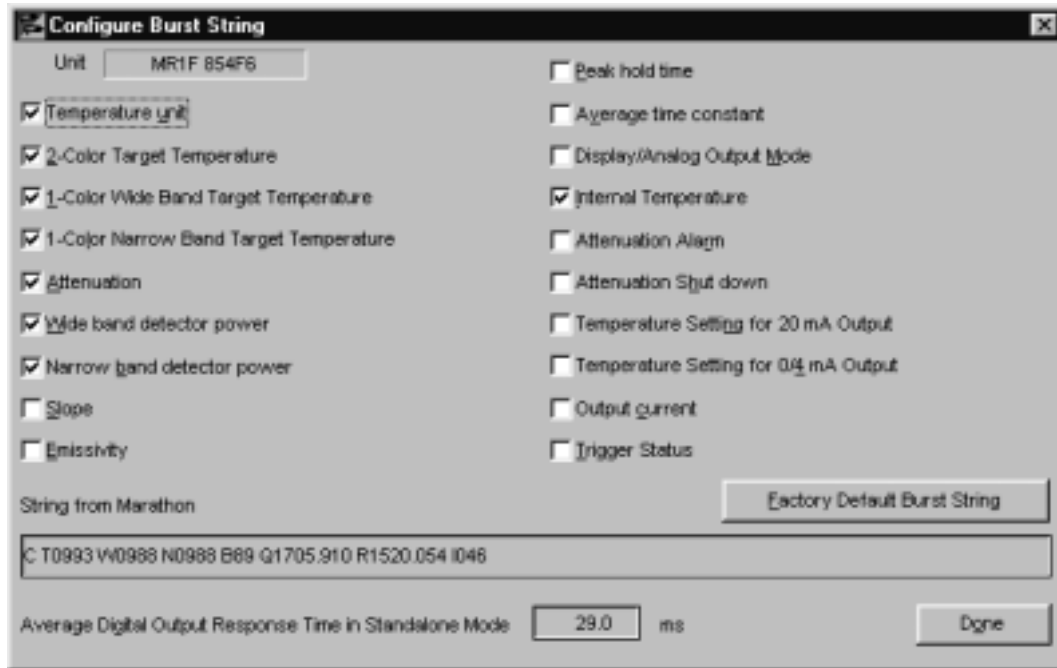 Configure Burst String
Unit MR1F 854F6
Temperature unit
2-Color Target Temperature
1-Color Wide Band Target Temperature
1-Color Narrow Band Target Temperature
Attenuation
Wide band detector power
Narrow band detector power
Slope
Emissivity
Peak hold time
Average time constant
Display/Analog Output Mode
Internal Temperature
Attenuation Alarm
Attenuation Shut down
Temperature Setting for 20 mA Output
Temperature Setting for 0/4 mA Output
Output current
Trigger Status
Factory Default Burst String
String from Marathon
C T0993 W0988 N0988 B89 Q1705.910 R1520.054 I046
Average Digital Output Response Time in Standalone Mode 29.0 ms
Done